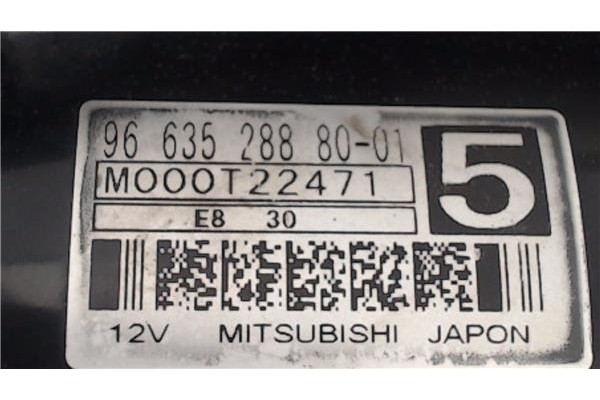 96 635 288 80-01
M000T22471
5
E8 30
12V MITSUBISHI JAPON